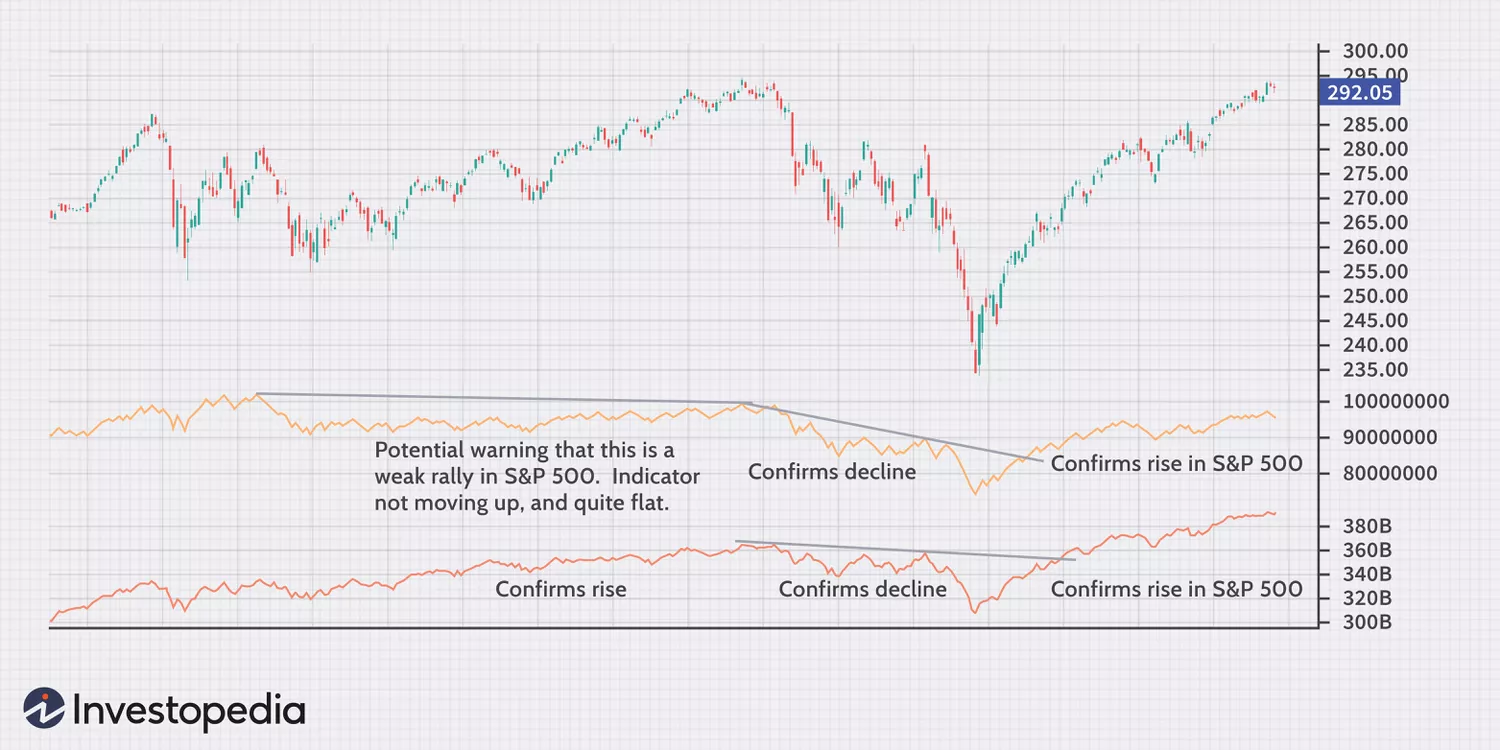 300.00
295.00
292.05
285.00
280.00
275.00
270.00
265.00
260.00
255.00
250.00
245.00
240.00
235.00
100000000
90000000
80000000
Potential warning that this is a
weak rally in S&P 500.  Indicator
not moving up, and quite flat.
Confirms decline
Confirms rise in S&P 500
380B
360B
340B
320B
300B
Confirms rise
Confirms decline
Confirms rise in S&P 500
Investopedia